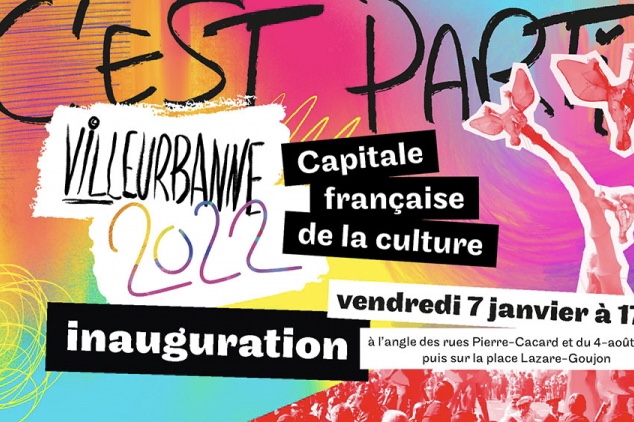 C'EST PARTI
VILLEURBANNE
2022
Capitale
française
de la culture
vendredi 7 janvier à 17
inauguration
à l'angle des rues Pierre-Cacard et du 4-août
puis sur la place Lazare-Goujon